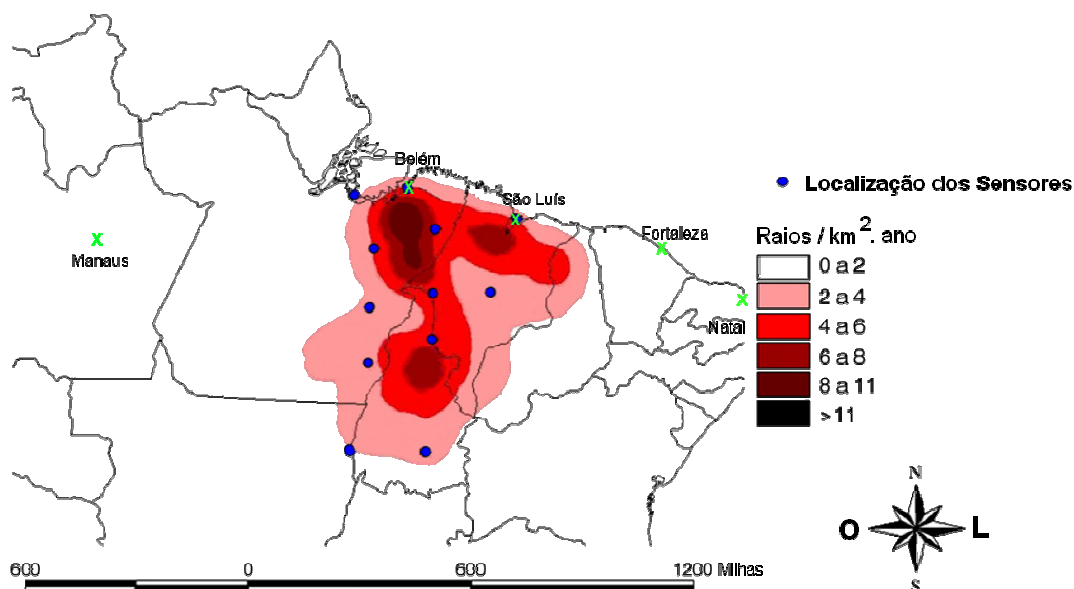 Belém
São Luís
Fortaleza
Manaus
Natal
Localização dos Sensores
Raios / km². ano
0 a 2
2 a 4
4 a 6
6 a 8
8 a 11
>11
N
O
L
S
600
0
600
1200 Milhas